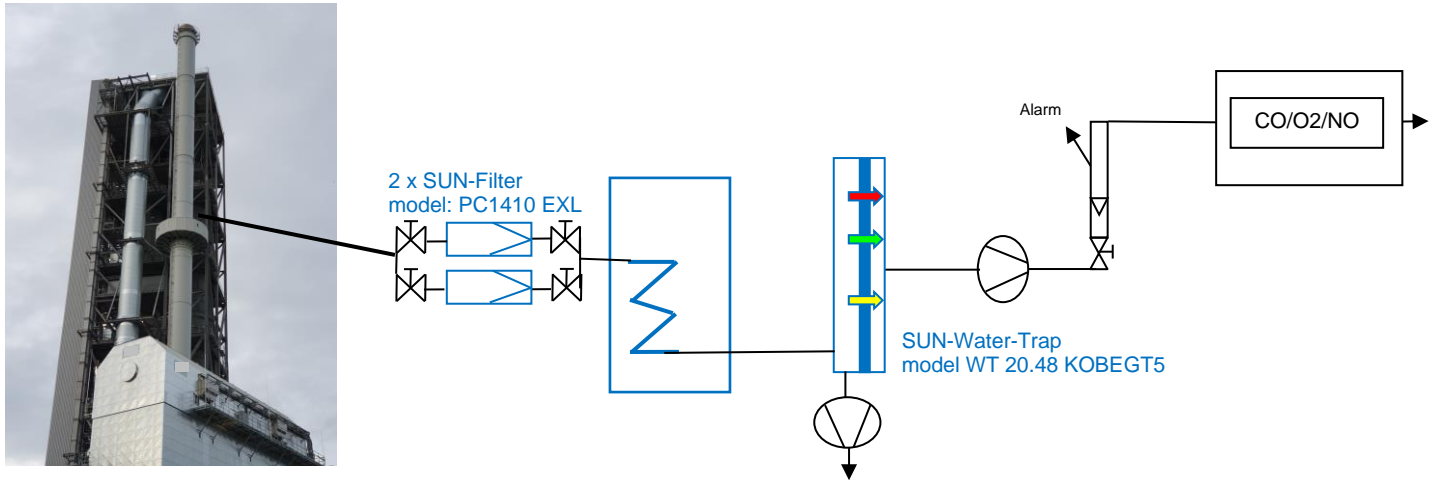 2 x SUN-Filter
model: PC1410 EXL
SUN-Water-Trap
model WT 20.48 KOBEGT5
Alarm
CO/O2/NO